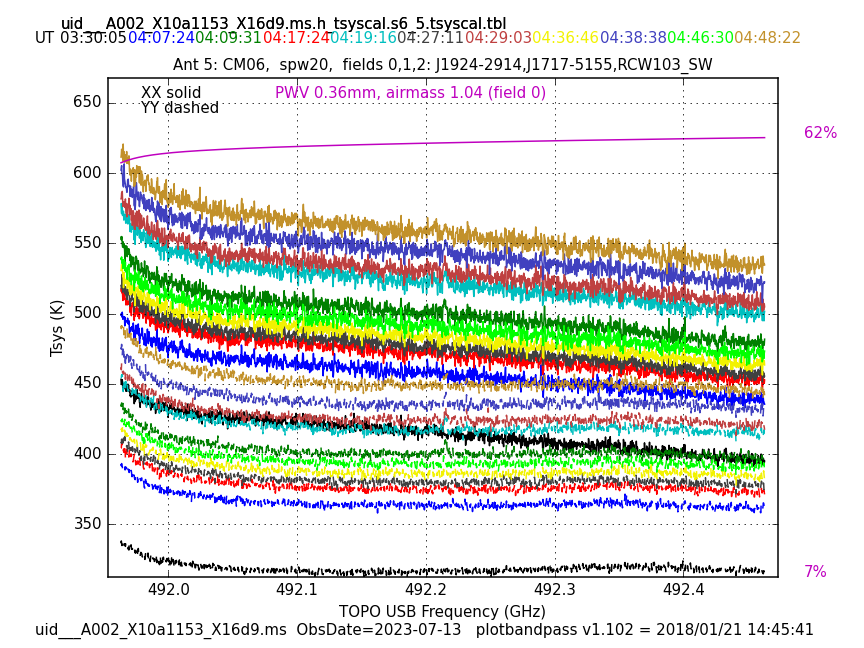 uid___A002_X10a1153_X16d9.ms.h_tsyscal.s6_5.tsyscal.tbl
UT 03:30:05 04:07:24 04:09:31 04:17:24 04:19:16 04:27:11 04:29:03 04:36:46 04:38:38 04:46:30 04:48:22
Ant 5: CM06,  spw20,  fields 0,1,2: J1924-2914,J1717-5155,RCW103_SW
XX solid
YY dashed
PWV 0.36mm, airmass 1.04 (field 0)
62%
7%
650
600
550
500
450
400
350
Tsys (K)
492.0 492.1 492.2 492.3 492.4
TOPO USB Frequency (GHz)
uid___A002_X10a1153_X16d9.ms  ObsDate=2023-07-13   plotbandpass v1.102 = 2018/01/21 14:45:41